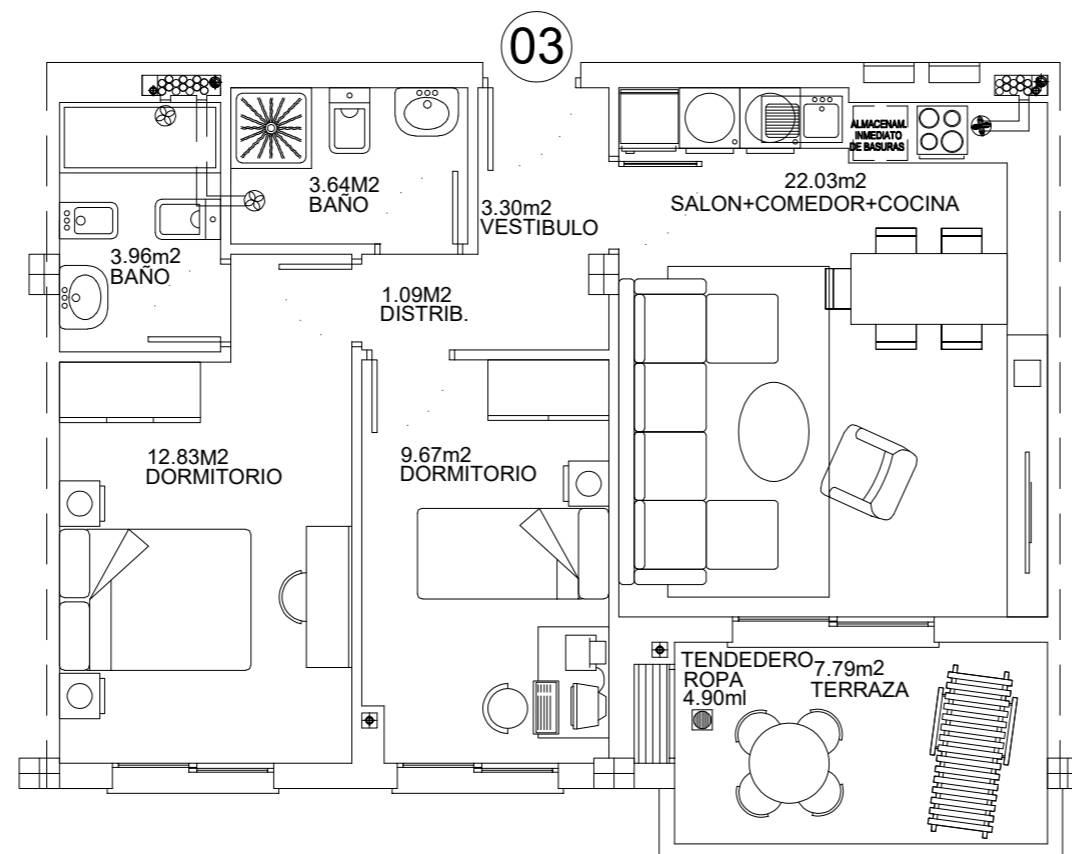 03
ALMACENAM.
INMEDIATO
DE BASURAS
22.03m2
SALON+COMEDOR+COCINA
3.64M2
BAÑO
3.30m2
VESTIBULO
3.96m2
BAÑO
1.09M2
DISTRIB.
12.83M2
DORMITORIO
9.67m2
DORMITORIO
TENDEDERO
ROPA
4.90ml
7.79m2
TERRAZA